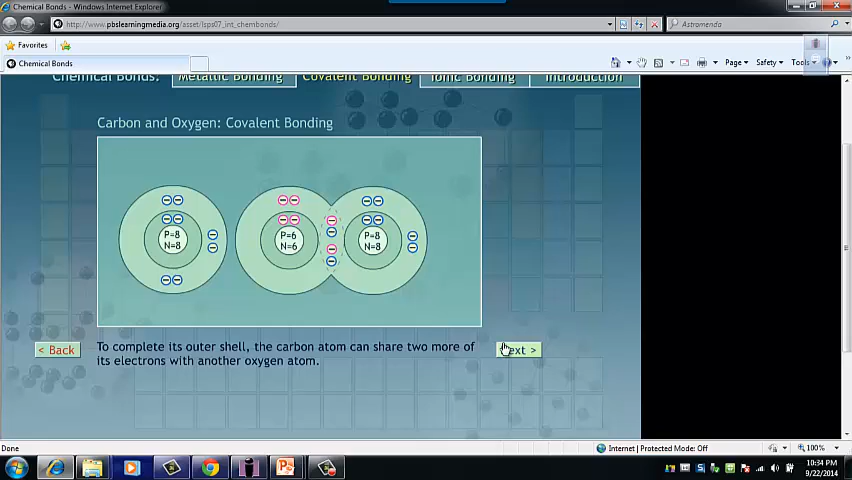 Chemical Bonds - Windows Internet Explorer
http://www.pbslearningmedia.org/asset/lsps07_int_chembonds/
Astromenda
Favorites
Chemical Bonds
Page
Safety
Tools
Chemical Bonds:
Metallic Bonding
Covalent Bonding
Ionic Bonding
Introduction
Carbon and Oxygen: Covalent Bonding
P=8
N=8
P=6
N=6
P=8
N=8
< Back
To complete its outer shell, the carbon atom can share two more of
its electrons with another oxygen atom.
Next >
Done
Internet | Protected Mode: Off
100%
10:34 PM
9/22/2014